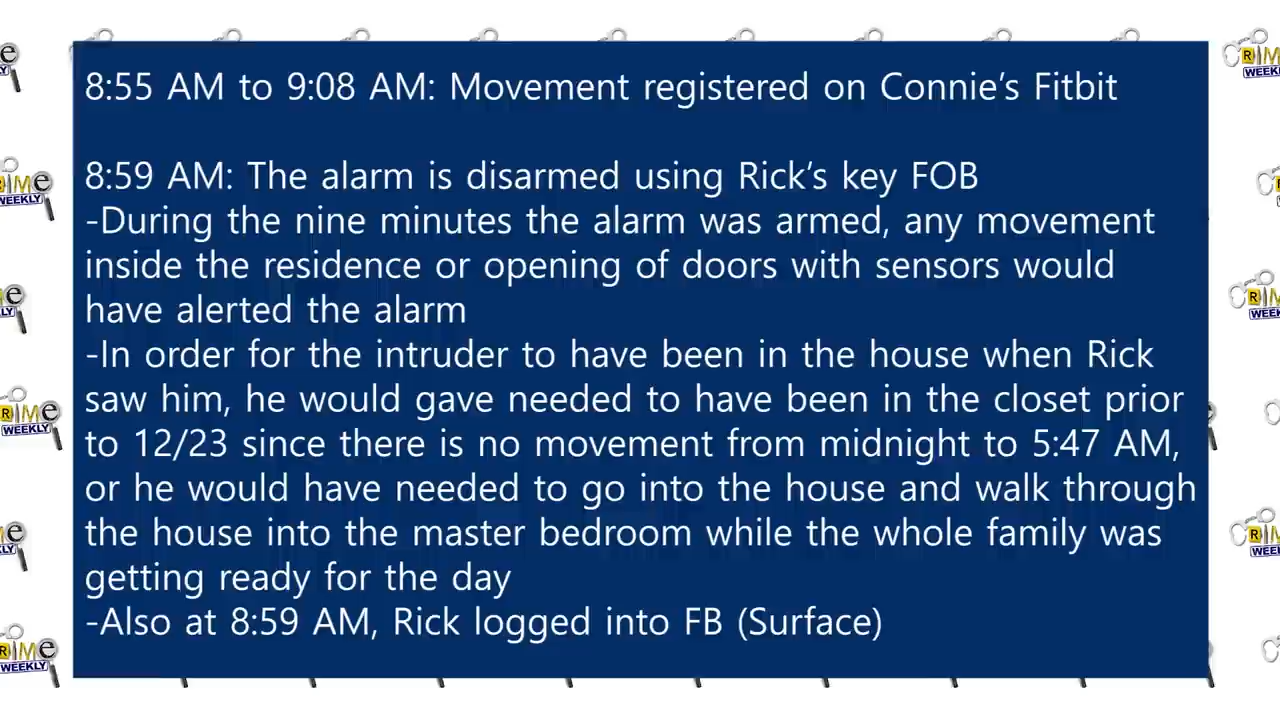 8:55 AM to 9:08 AM: Movement registered on Connie's Fitbit
8:59 AM: The alarm is disarmed using Rick's key FOB
-During the nine minutes the alarm was armed, any movement
inside the residence or opening of doors with sensors would
have alerted the alarm
-In order for the intruder to have been in the house when Rick
saw him, he would gave needed to have been in the closet prior
to 12/23 since there is no movement from midnight to 5:47 AM,
or he would have needed to go into the house and walk through
the house into the master bedroom while the whole family was
getting ready for the day
-Also at 8:59 AM, Rick logged into FB (Surface)
CRIME
WEEKLY